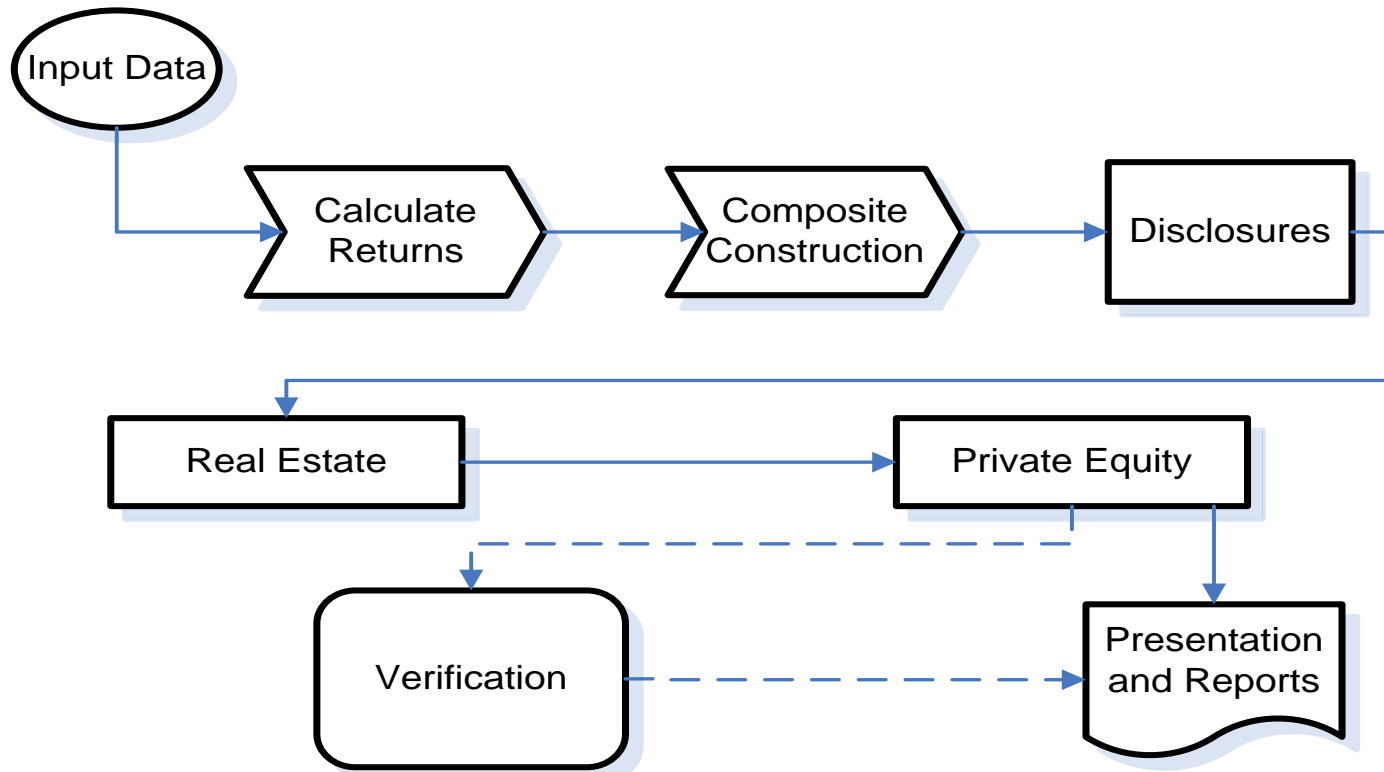 Input Data
Calculate
Returns
Composite
Construction
Disclosures
Real Estate
Private Equity
Verification
Presentation
and Reports